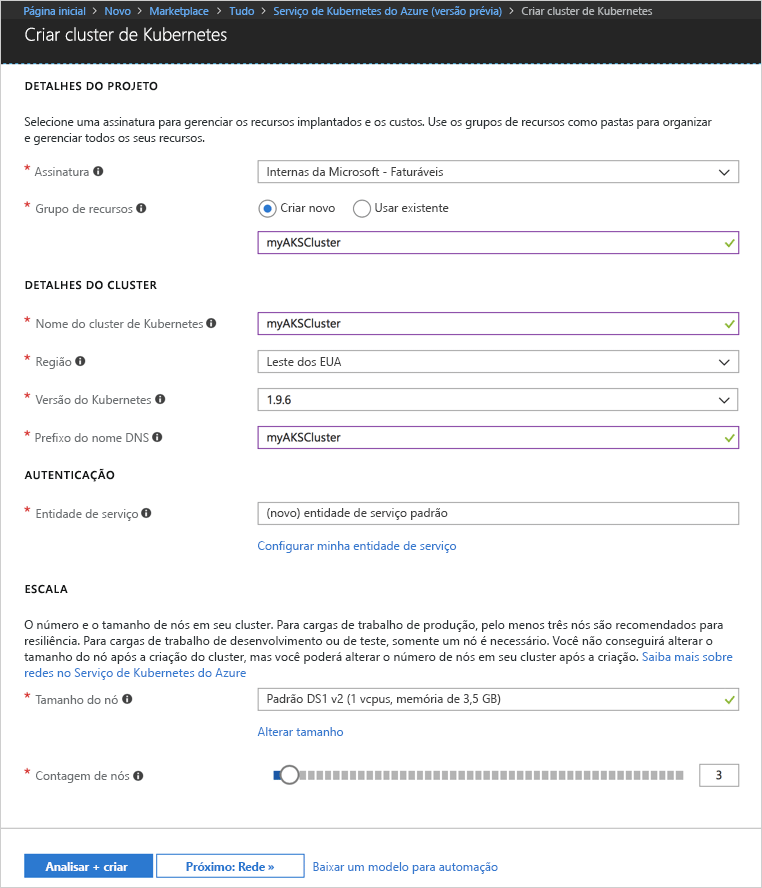 Página inicial > Novo > Marketplace > Tudo > Serviço de Kubernetes do Azure (versão prévia) > Criar cluster de Kubernetes
Criar cluster de Kubernetes
DETALHES DO PROJETO
Selecione uma assinatura para gerenciar os recursos implantados e os custos. Use os grupos de recursos como pastas para organizar
e gerenciar todos os seus recursos.
* Assinatura Internas da Microsoft - Faturáveis
* Grupo de recursos Criar novo Usar existente
myAKSCluster
DETALHES DO CLUSTER
* Nome do cluster de Kubernetes myAKSCluster
* Região Leste dos EUA
* Versão do Kubernetes 1.9.6
* Prefixo do nome DNS myAKSCluster
AUTENTICAÇÃO
* Entidade de serviço (novo) entidade de serviço padrão
Configurar minha entidade de serviço
ESCALA
O número e o tamanho de nós em seu cluster. Para cargas de trabalho de produção, pelo menos três nós são recomendados para
resiliência. Para cargas de trabalho de desenvolvimento ou de teste, somente um nó é necessário. Você não conseguirá alterar o
tamanho do nó após a criação do cluster, mas você poderá alterar o número de nós em seu cluster após a criação. Saiba mais sobre
redes no Serviço de Kubernetes do Azure
* Tamanho do nó Padrão DS1 v2 (1 vcpus, memória de 3,5 GB)
Alterar tamanho
* Contagem de nós 3
Analisar + criar Próximo: Rede » Baixar um modelo para automação